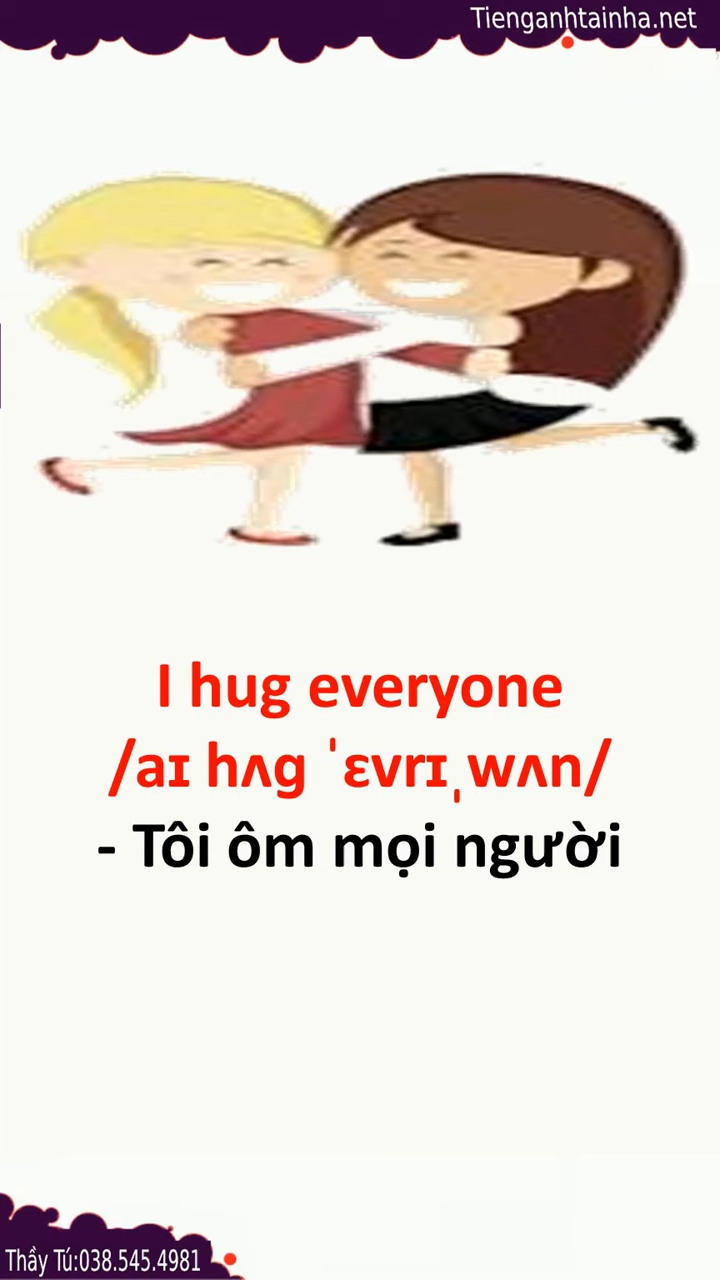 Tienganhtainha.net
I hug everyone
/aɪ hʌg ˈɛvrɪˌwʌn/
- Tôi ôm mọi người
Thầy Tú:038.545.4981